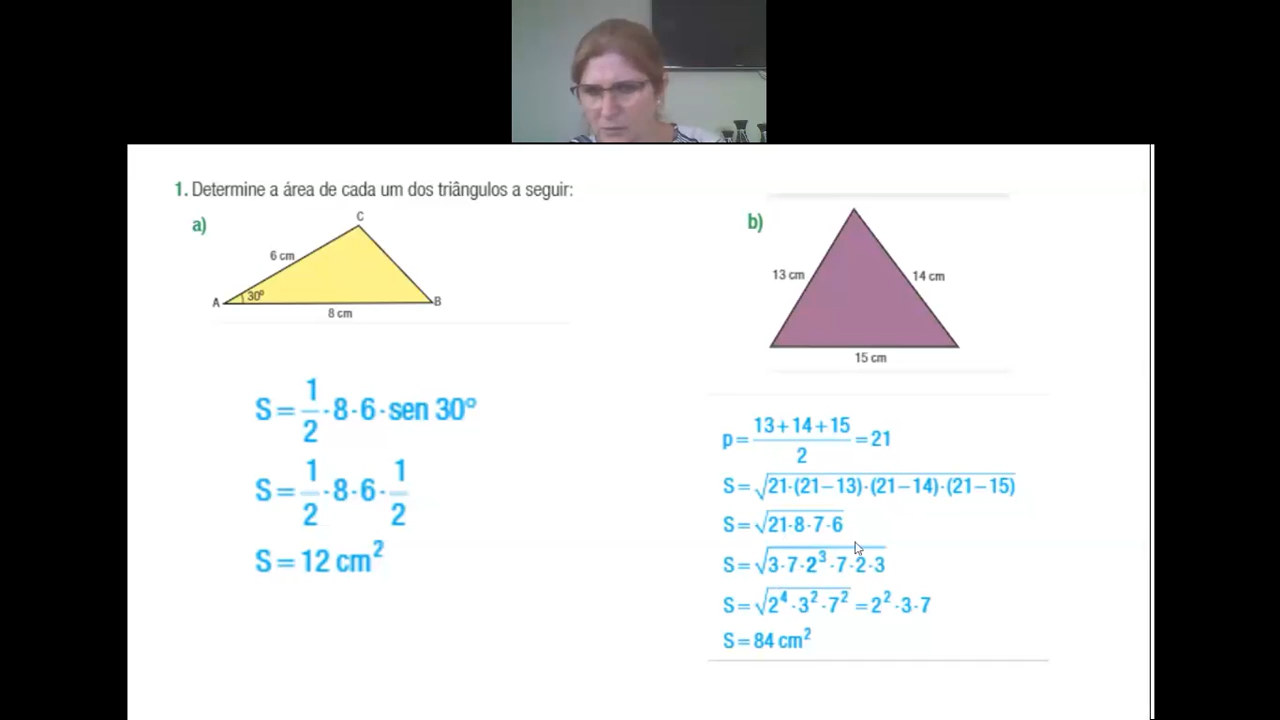 1. Determine a área de cada um dos triângulos a seguir:
a)
C
6 cm
A
30º
B
8 cm
S = 1/2 · 8 · 6 · sen 30°
S = 1/2 · 8 · 6 · 1/2
S = 12 cm²
b)
13 cm
14 cm
15 cm
p = (13 + 14 + 15)/2 = 21
S = √(21 · (21 − 13) · (21 − 14) · (21 − 15))
S = √(21 · 8 · 7 · 6)
S = √(3 · 7 · 2³ · 7 · 2 · 3)
S = √(2⁴ · 3² · 7²) = 2² · 3 · 7
S = 84 cm²